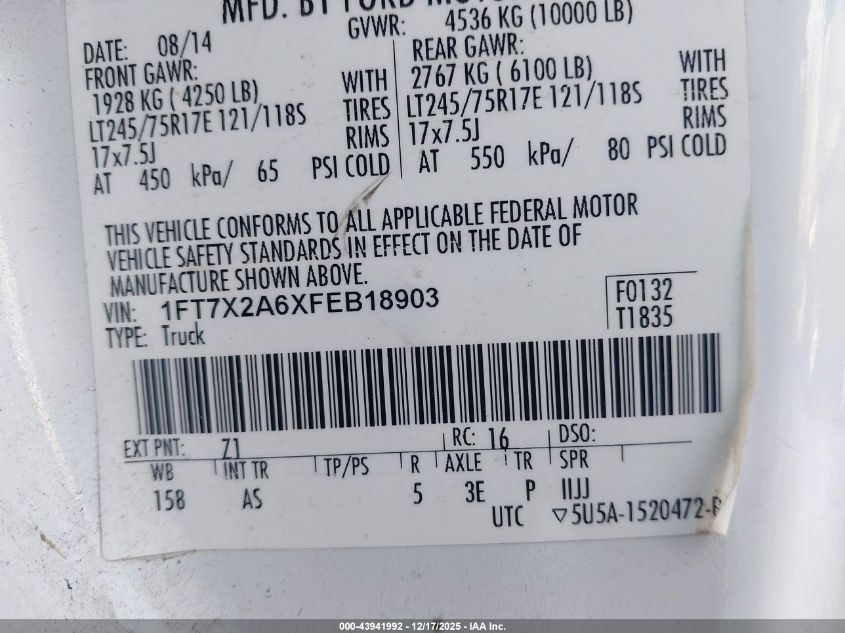 MFD. BY FORD MOTOR
GVWR: 4536 KG (10000 LB)
DATE: 08/14
FRONT GAWR:
1928 KG ( 4250 LB) WITH
LT245/75R17E 121/118S TIRES
17x7.5J RIMS
AT 450 kPa/ 65 PSI COLD
REAR GAWR:
2767 KG ( 6100 LB) WITH
LT245/75R17E 121/118S TIRES
17x7.5J RIMS
AT 550 kPa/ 80 PSI COLD
THIS VEHICLE CONFORMS TO ALL APPLICABLE FEDERAL MOTOR
VEHICLE SAFETY STANDARDS IN EFFECT ON THE DATE OF
MANUFACTURE SHOWN ABOVE.
VIN: 1FT7X2A6XFEB18903
TYPE: Truck
F0132
T1835
EXT PNT: Z1 RC: 16 DSO:
WB INT TR TP/PS R AXLE TR SPR
158 AS 5 3E P IIJJ
UTC ▽5U5A-1520472-
000-43941992 - 12/17/2025 - IAA Inc.